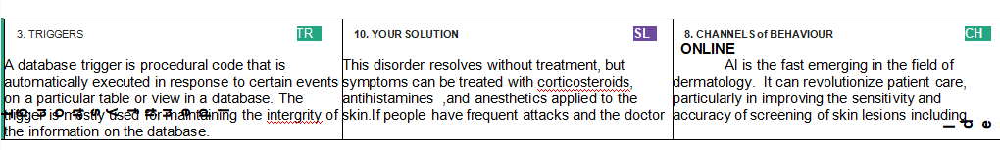 3. TRIGGERS TR
A database trigger is procedural code that is
automatically executed in response to certain events
on a particular table or view in a database. The
trigger is mostly used for maintaining the intergrity of
the information on the database.
10. YOUR SOLUTION SL
This disorder resolves without treatment, but
symptoms can be treated with corticosteroids,
antihistamines ,and anesthetics applied to the
skin.If people have frequent attacks and the doctor
8. CHANNELS of BEHAVIOUR CH
ONLINE
AI is the fast emerging in the field of
dermatology. It can revolutionize patient care,
particularly in improving the sensitivity and
accuracy of screening of skin lesions including